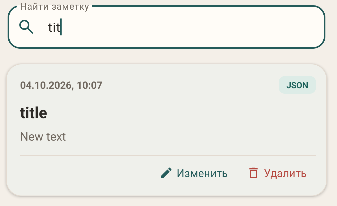 Найти заметку
tit
04.10.2026, 10:07 JSON
title
New text
Изменить Удалить